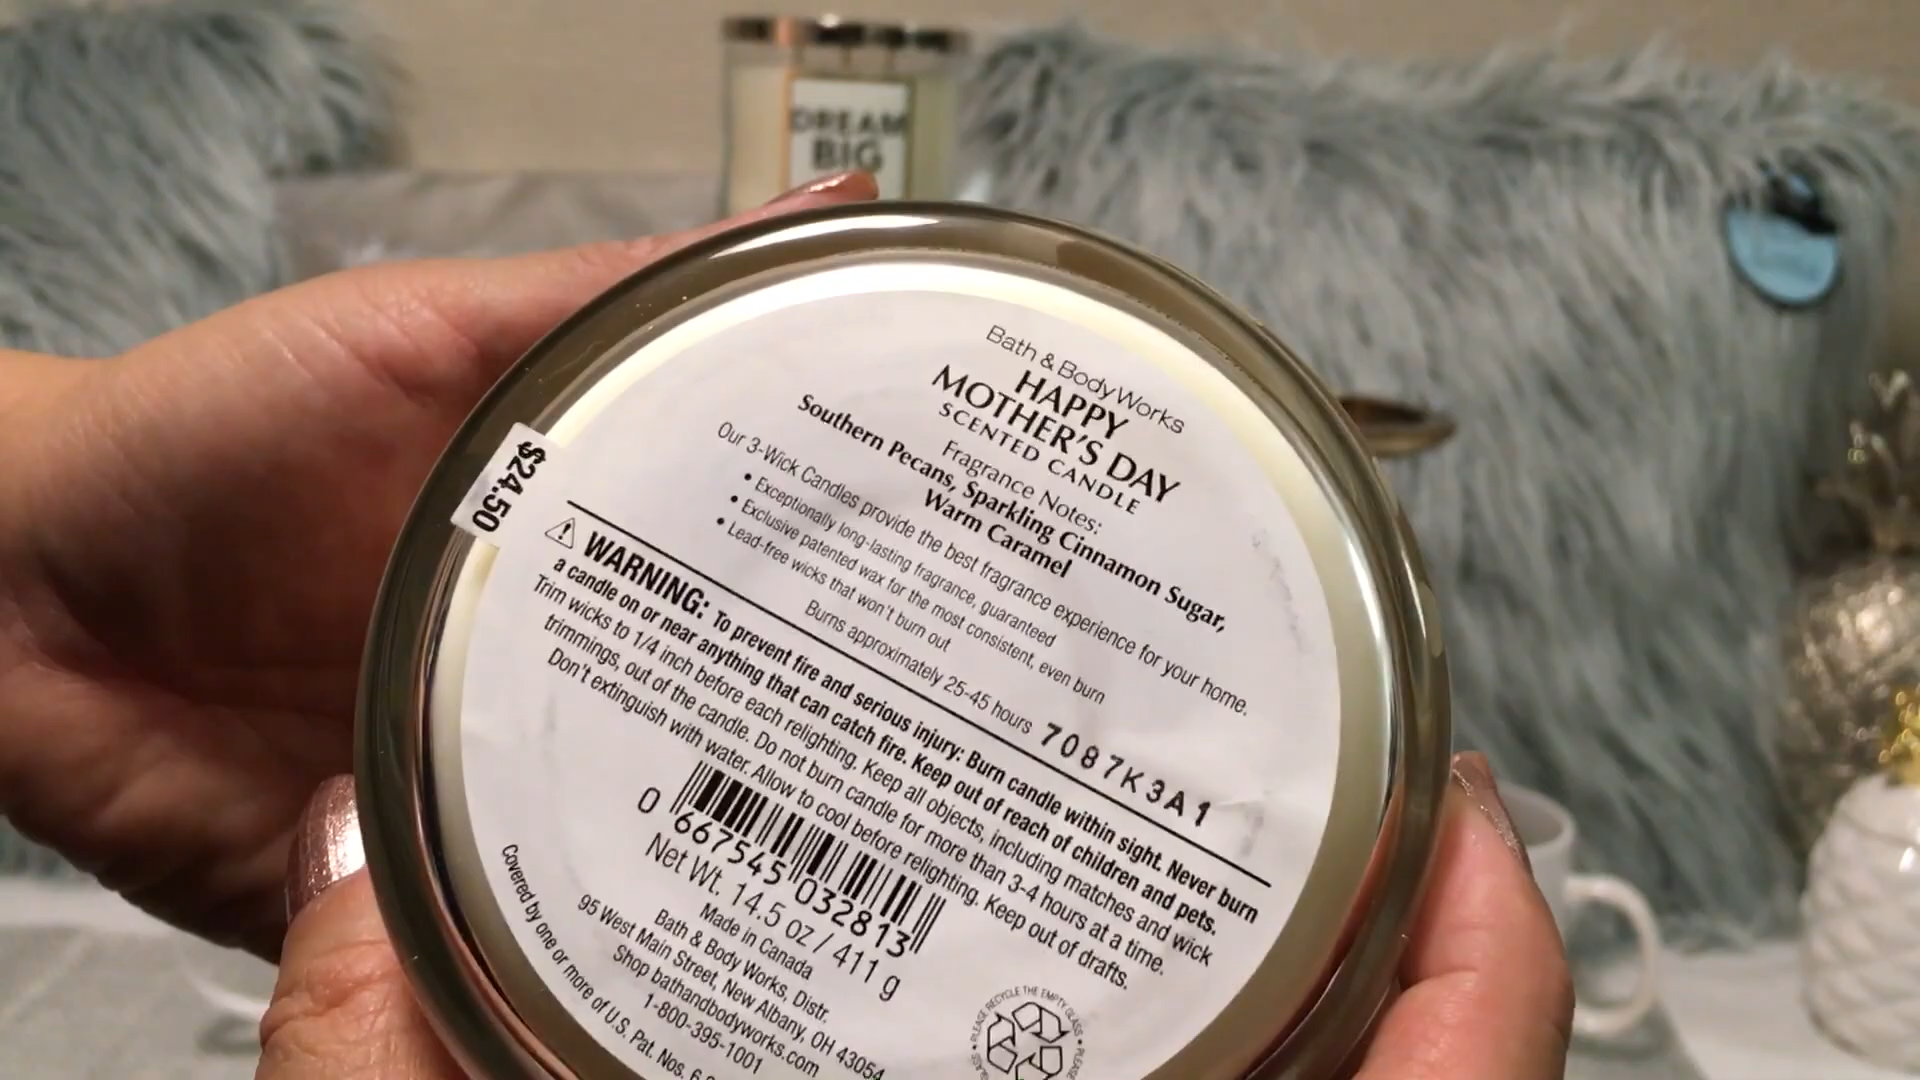 DREAM
BIG
Bath & Body Works
HAPPY
MOTHER'S DAY
SCENTED CANDLE
Fragrance Notes:
Southern Pecans, Sparkling Cinnamon Sugar,
Warm Caramel
Our 3-Wick Candles provide the best fragrance experience for your home.
• Exceptionally long-lasting fragrance, guaranteed
• Exclusive patented wax for the most consistent, even burn
• Lead-free wicks that won't burn out
Burns approximately 25-45 hours
7087K3A1
$24.50
WARNING: To prevent fire and serious injury: Burn candle within sight. Never burn
a candle on or near anything that can catch fire. Keep out of reach of children and pets.
Trim wicks to 1/4 inch before each relighting. Keep all objects, including matches and wick
trimmings, out of the candle. Do not burn candle for more than 3-4 hours at a time.
Don't extinguish with water. Allow to cool before relighting. Keep out of drafts.
0 667545 032813
Net Wt. 14.5 oz / 411 g
Made in Canada
Bath & Body Works, Distr.
95 West Main Street, New Albany, OH 43054
Shop bathandbodyworks.com
1-800-395-1001
Covered by one or more of U.S. Pat. Nos.
PLEASE RECYCLE THE EMPTY GLASS •